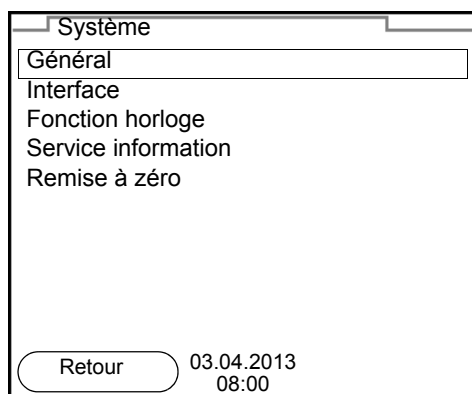 Système
Général
Interface
Fonction horloge
Service information
Remise à zéro
Retour
03.04.2013
08:00